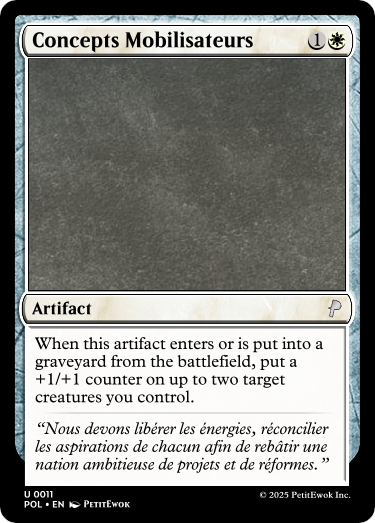 Concepts Mobilisateurs 1
Artifact
When this artifact enters or is put into a
graveyard from the battlefield, put a
+1/+1 counter on up to two target
creatures you control.
“Nous devons libérer les énergies, réconcilier
les aspirations de chacun afin de rebâtir une
nation ambitieuse de projets et de réformes.”
U 0011
POL • EN PetitEwok © 2025 PetitEwok Inc.